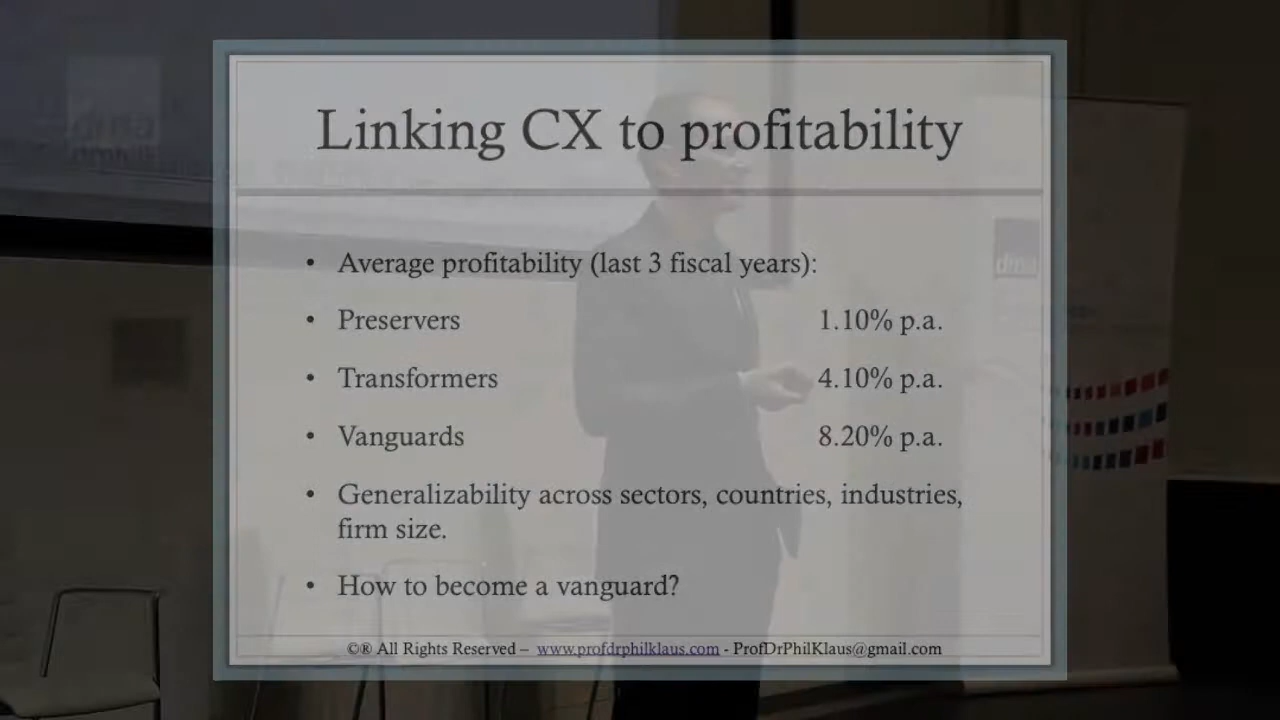 Linking CX to profitability
• Average profitability (last 3 fiscal years):
• Preservers 1.10% p.a.
• Transformers 4.10% p.a.
• Vanguards 8.20% p.a.
• Generalizability across sectors, countries, industries,
firm size.
• How to become a vanguard?
©® All Rights Reserved – www.profdrphilklaus.com - ProfDrPhilKlaus@gmail.com
dma